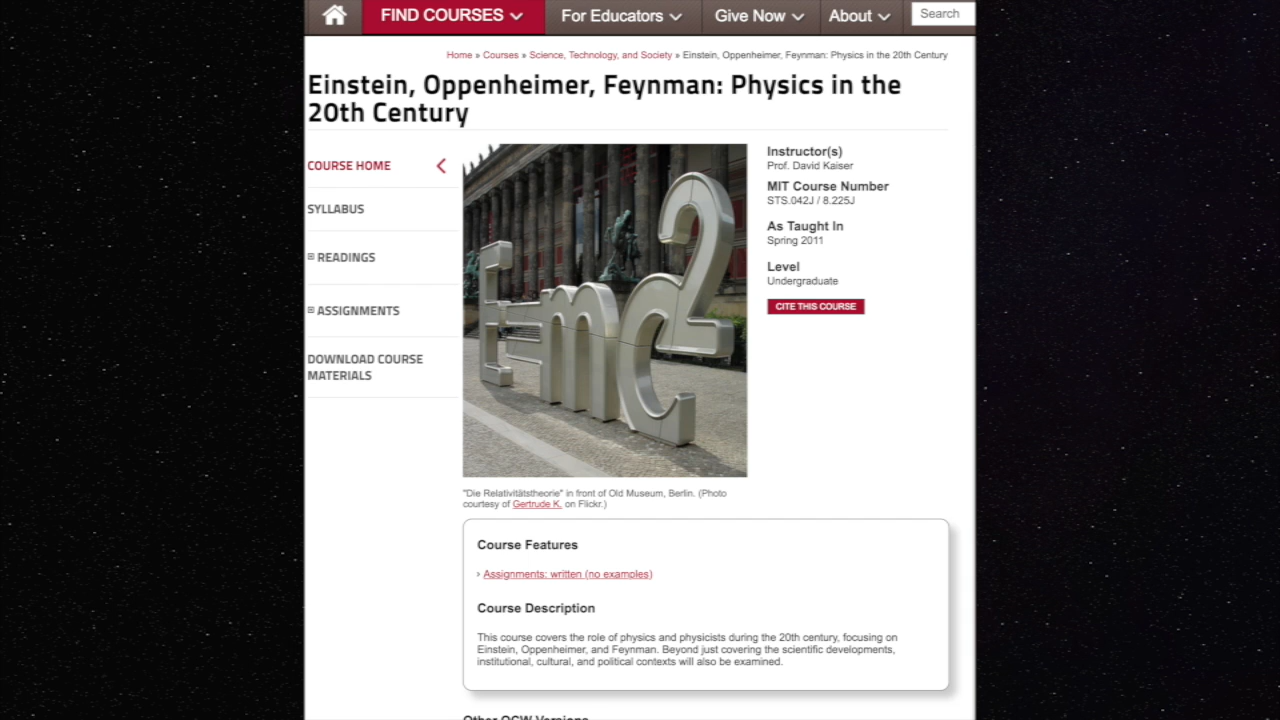 FIND COURSES
For Educators
Give Now
About
Search
Home » Courses » Science, Technology, and Society » Einstein, Oppenheimer, Feynman: Physics in the 20th Century
Einstein, Oppenheimer, Feynman: Physics in the
20th Century
COURSE HOME
SYLLABUS
READINGS
ASSIGNMENTS
DOWNLOAD COURSE
MATERIALS
E=mc2
"Die Relativitätstheorie" in front of Old Museum, Berlin. (Photo
courtesy of Gertrude K. on Flickr.)
Instructor(s)
Prof. David Kaiser
MIT Course Number
STS.042J / 8.225J
As Taught In
Spring 2011
Level
Undergraduate
CITE THIS COURSE
Course Features
› Assignments: written (no examples)
Course Description
This course covers the role of physics and physicists during the 20th century, focusing on
Einstein, Oppenheimer, and Feynman. Beyond just covering the scientific developments,
institutional, cultural, and political contexts will also be examined.
Other OCW Versions